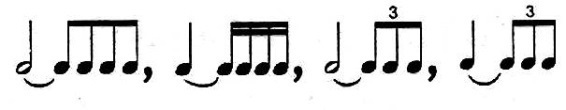 , , 3 , 3